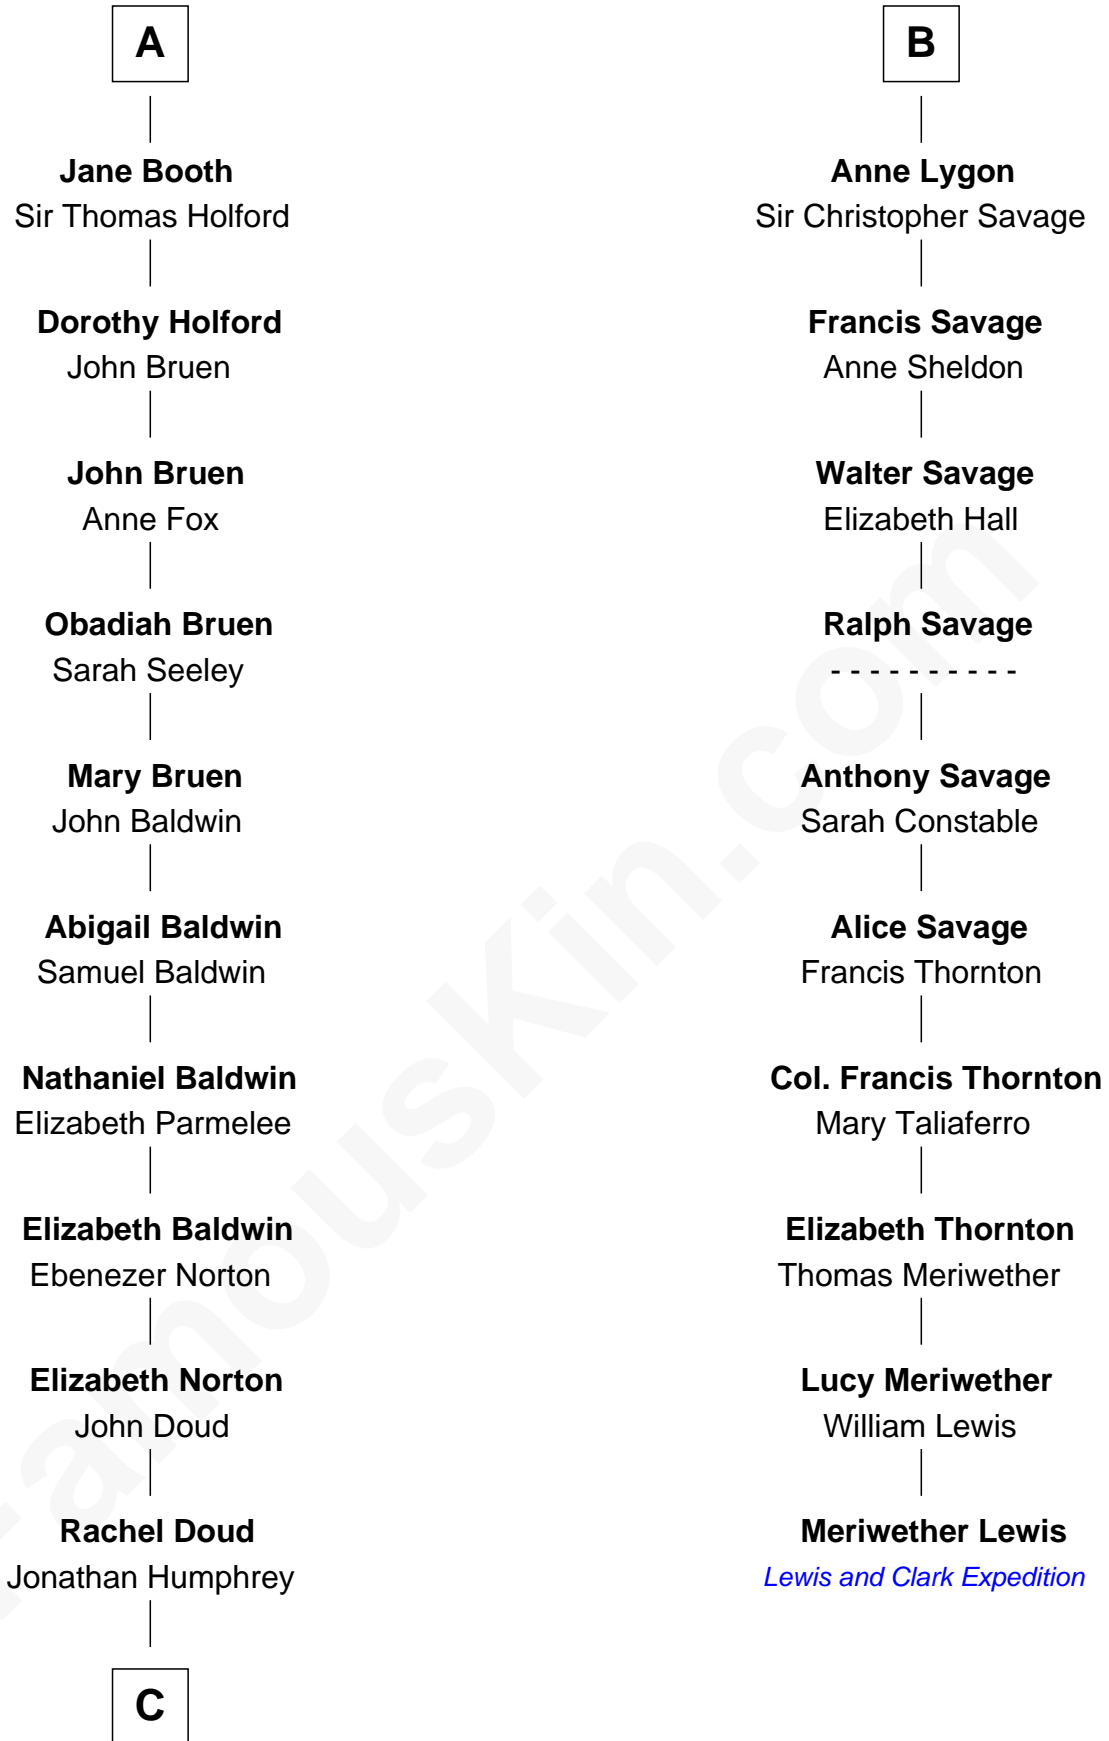 A
Jane Booth
Sir Thomas Holford
Dorothy Holford
John Bruen
John Bruen
Anne Fox
Obadiah Bruen
Sarah Seeley
Mary Bruen
John Baldwin
Abigail Baldwin
Samuel Baldwin
Nathaniel Baldwin
Elizabeth Parmelee
Elizabeth Baldwin
Ebenezer Norton
Elizabeth Norton
John Doud
Rachel Doud
Jonathan Humphrey
C
B
Anne Lygon
Sir Christopher Savage
Francis Savage
Anne Sheldon
Walter Savage
Elizabeth Hall
Ralph Savage
- - - - - - - - - -
Anthony Savage
Sarah Constable
Alice Savage
Francis Thornton
Col. Francis Thornton
Mary Taliaferro
Elizabeth Thornton
Thomas Meriwether
Lucy Meriwether
William Lewis
Meriwether Lewis
Lewis and Clark Expedition
FamousKin.com